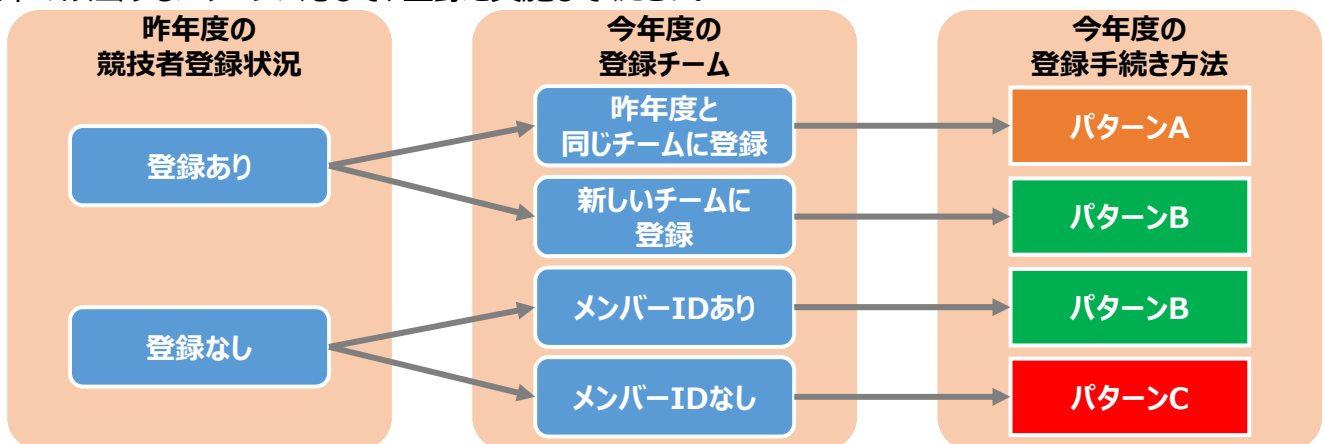 昨年度の
競技者登録状況
今年度の
登録チーム
今年度の
登録手続き方法
登録あり
昨年度と
同じチームに登録
パターンA
新しいチームに
登録
パターンB
登録なし
メンバーIDあり
パターンB
メンバーIDなし
パターンC